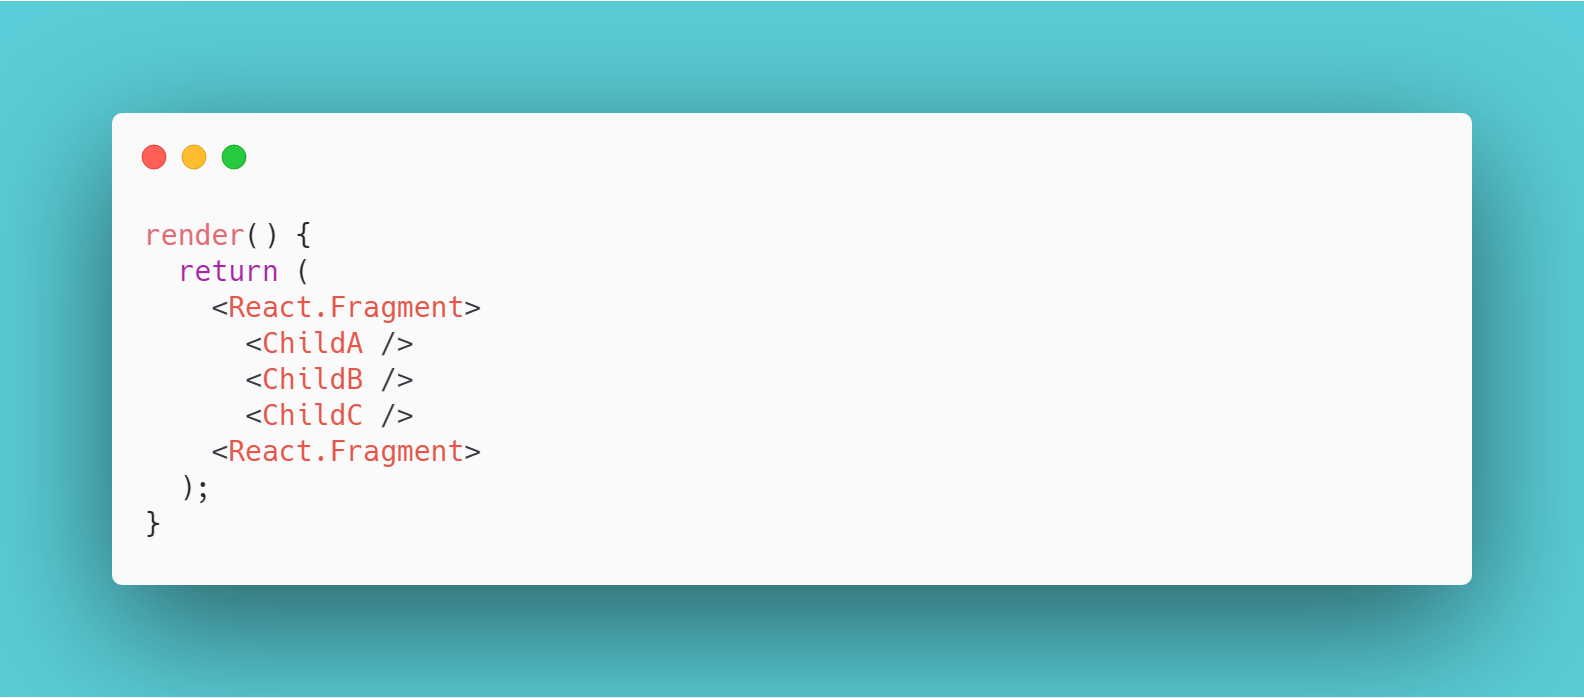 render() {
  return (
    <React.Fragment>
      <ChildA />
      <ChildB />
      <ChildC />
    <React.Fragment>
  );
}